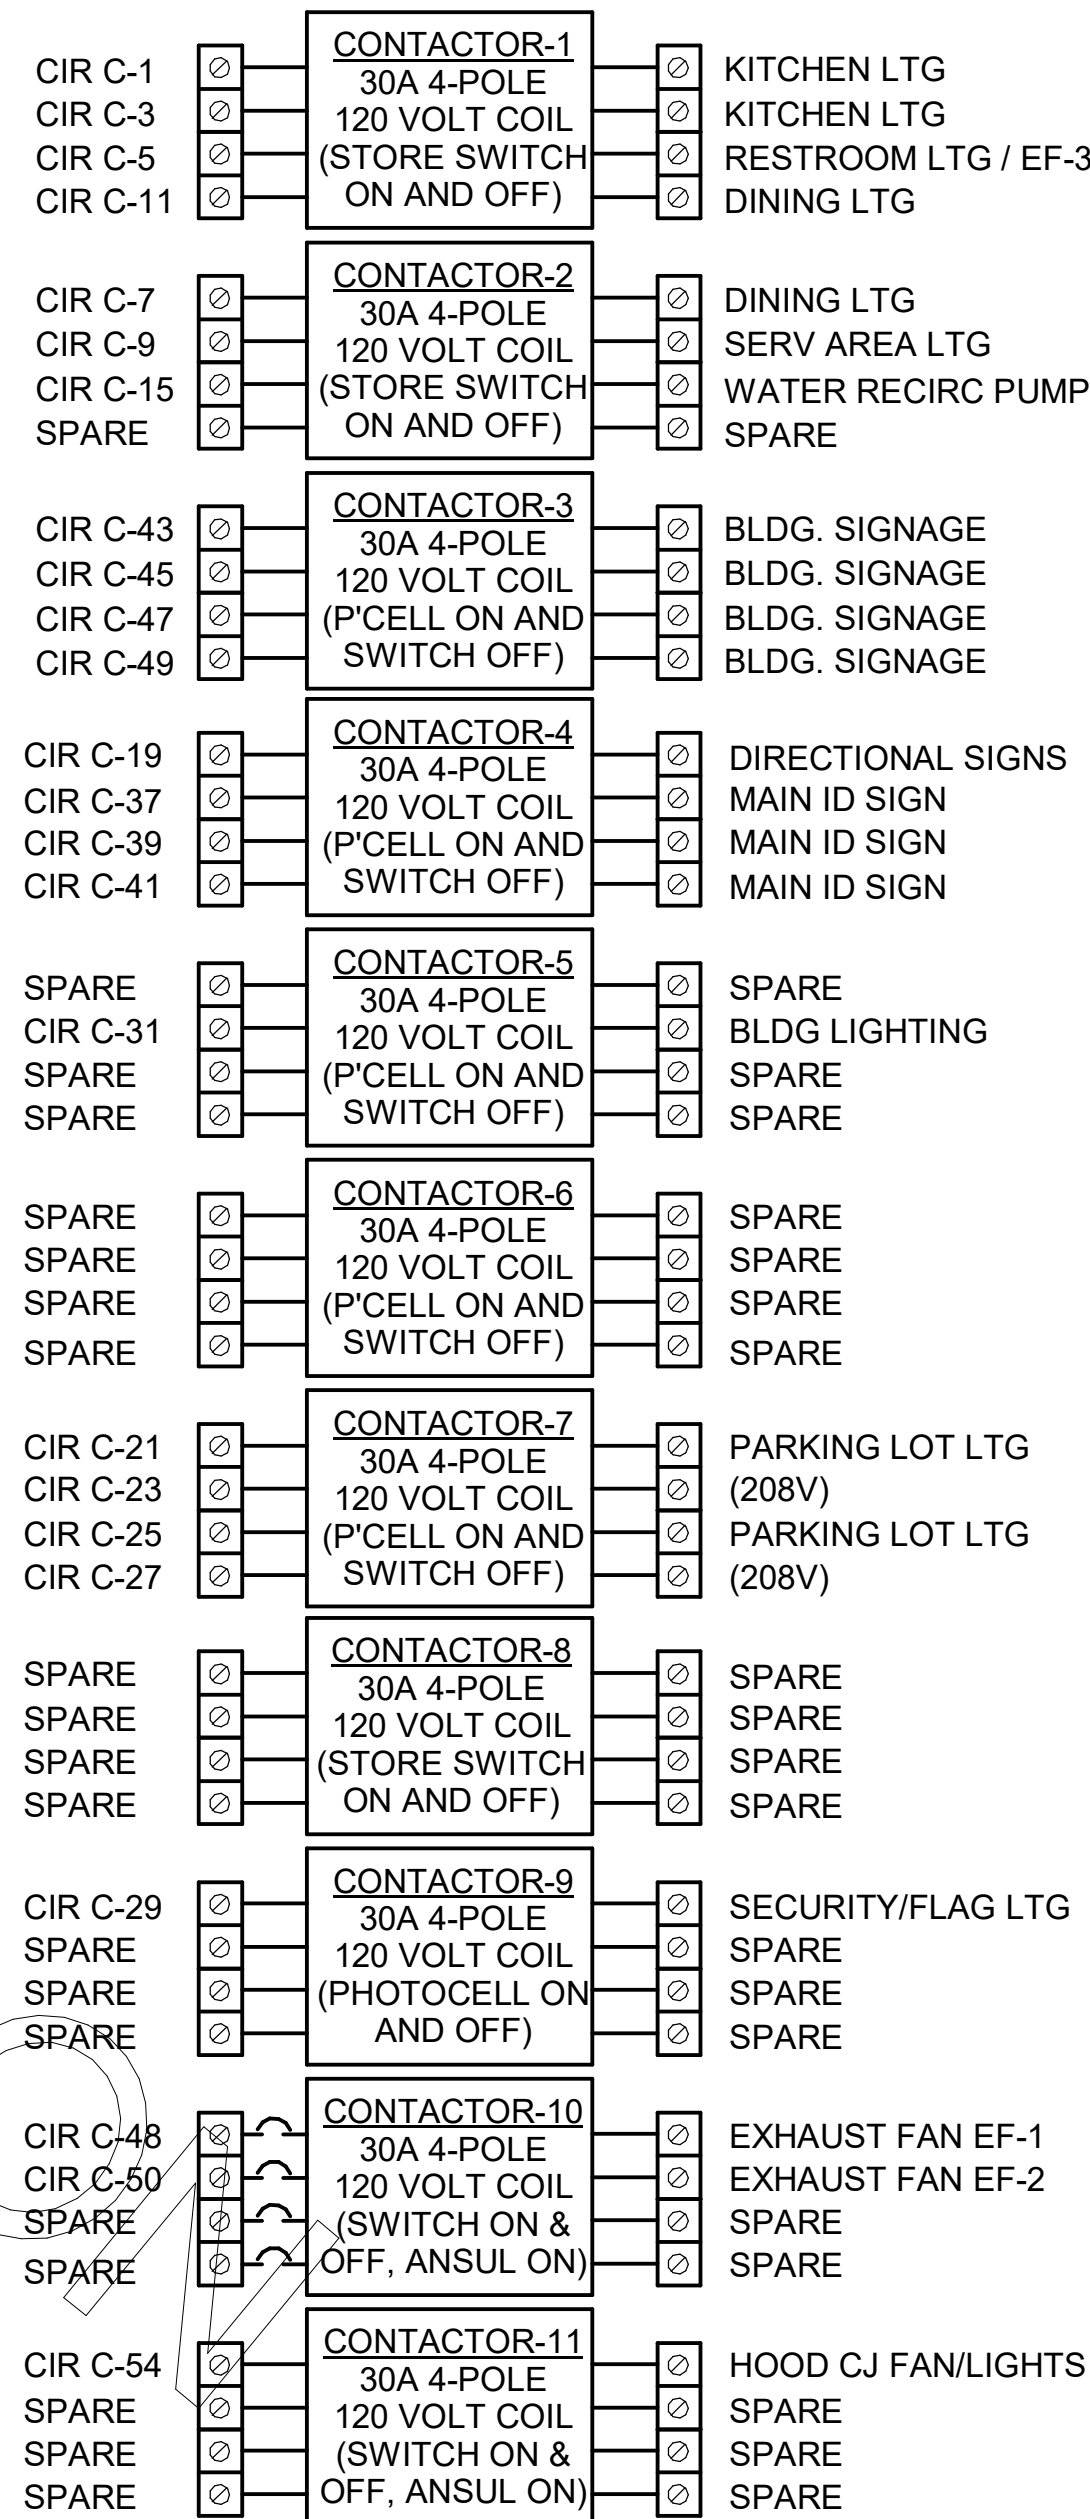 CONTACTOR-1
30A 4-POLE
120 VOLT COIL
(STORE SWITCH
ON AND OFF)
CIR C-1
CIR C-3
CIR C-5
CIR C-11
KITCHEN LTG
KITCHEN LTG
RESTROOM LTG / EF-3
DINING LTG
CONTACTOR-2
30A 4-POLE
120 VOLT COIL
(STORE SWITCH
ON AND OFF)
CIR C-7
CIR C-9
CIR C-15
SPARE
DINING LTG
SERV AREA LTG
WATER RECIRC PUMP
SPARE
CONTACTOR-3
30A 4-POLE
120 VOLT COIL
(P'CELL ON AND
SWITCH OFF)
CIR C-43
CIR C-45
CIR C-47
CIR C-49
BLDG. SIGNAGE
BLDG. SIGNAGE
BLDG. SIGNAGE
BLDG. SIGNAGE
CONTACTOR-4
30A 4-POLE
120 VOLT COIL
(P'CELL ON AND
SWITCH OFF)
CIR C-19
CIR C-37
CIR C-39
CIR C-41
DIRECTIONAL SIGNS
MAIN ID SIGN
MAIN ID SIGN
MAIN ID SIGN
CONTACTOR-5
30A 4-POLE
120 VOLT COIL
(P'CELL ON AND
SWITCH OFF)
SPARE
CIR C-31
SPARE
SPARE
SPARE
BLDG LIGHTING
SPARE
SPARE
CONTACTOR-6
30A 4-POLE
120 VOLT COIL
(P'CELL ON AND
SWITCH OFF)
SPARE
SPARE
SPARE
SPARE
SPARE
SPARE
SPARE
SPARE
CONTACTOR-7
30A 4-POLE
120 VOLT COIL
(P'CELL ON AND
SWITCH OFF)
CIR C-21
CIR C-23
CIR C-25
CIR C-27
PARKING LOT LTG
(208V)
PARKING LOT LTG
(208V)
CONTACTOR-8
30A 4-POLE
120 VOLT COIL
(STORE SWITCH
ON AND OFF)
SPARE
SPARE
SPARE
SPARE
SPARE
SPARE
SPARE
SPARE
CONTACTOR-9
30A 4-POLE
120 VOLT COIL
(PHOTOCELL ON
AND OFF)
CIR C-29
SPARE
SPARE
SPARE
SECURITY/FLAG LTG
SPARE
SPARE
SPARE
CONTACTOR-10
30A 4-POLE
120 VOLT COIL
(SWITCH ON &
OFF, ANSUL ON)
CIR C-48
CIR C-50
SPARE
SPARE
EXHAUST FAN EF-1
EXHAUST FAN EF-2
SPARE
SPARE
CONTACTOR-11
30A 4-POLE
120 VOLT COIL
(SWITCH ON &
OFF, ANSUL ON)
CIR C-54
SPARE
SPARE
SPARE
HOOD CJ FAN/LIGHTS
SPARE
SPARE
SPARE